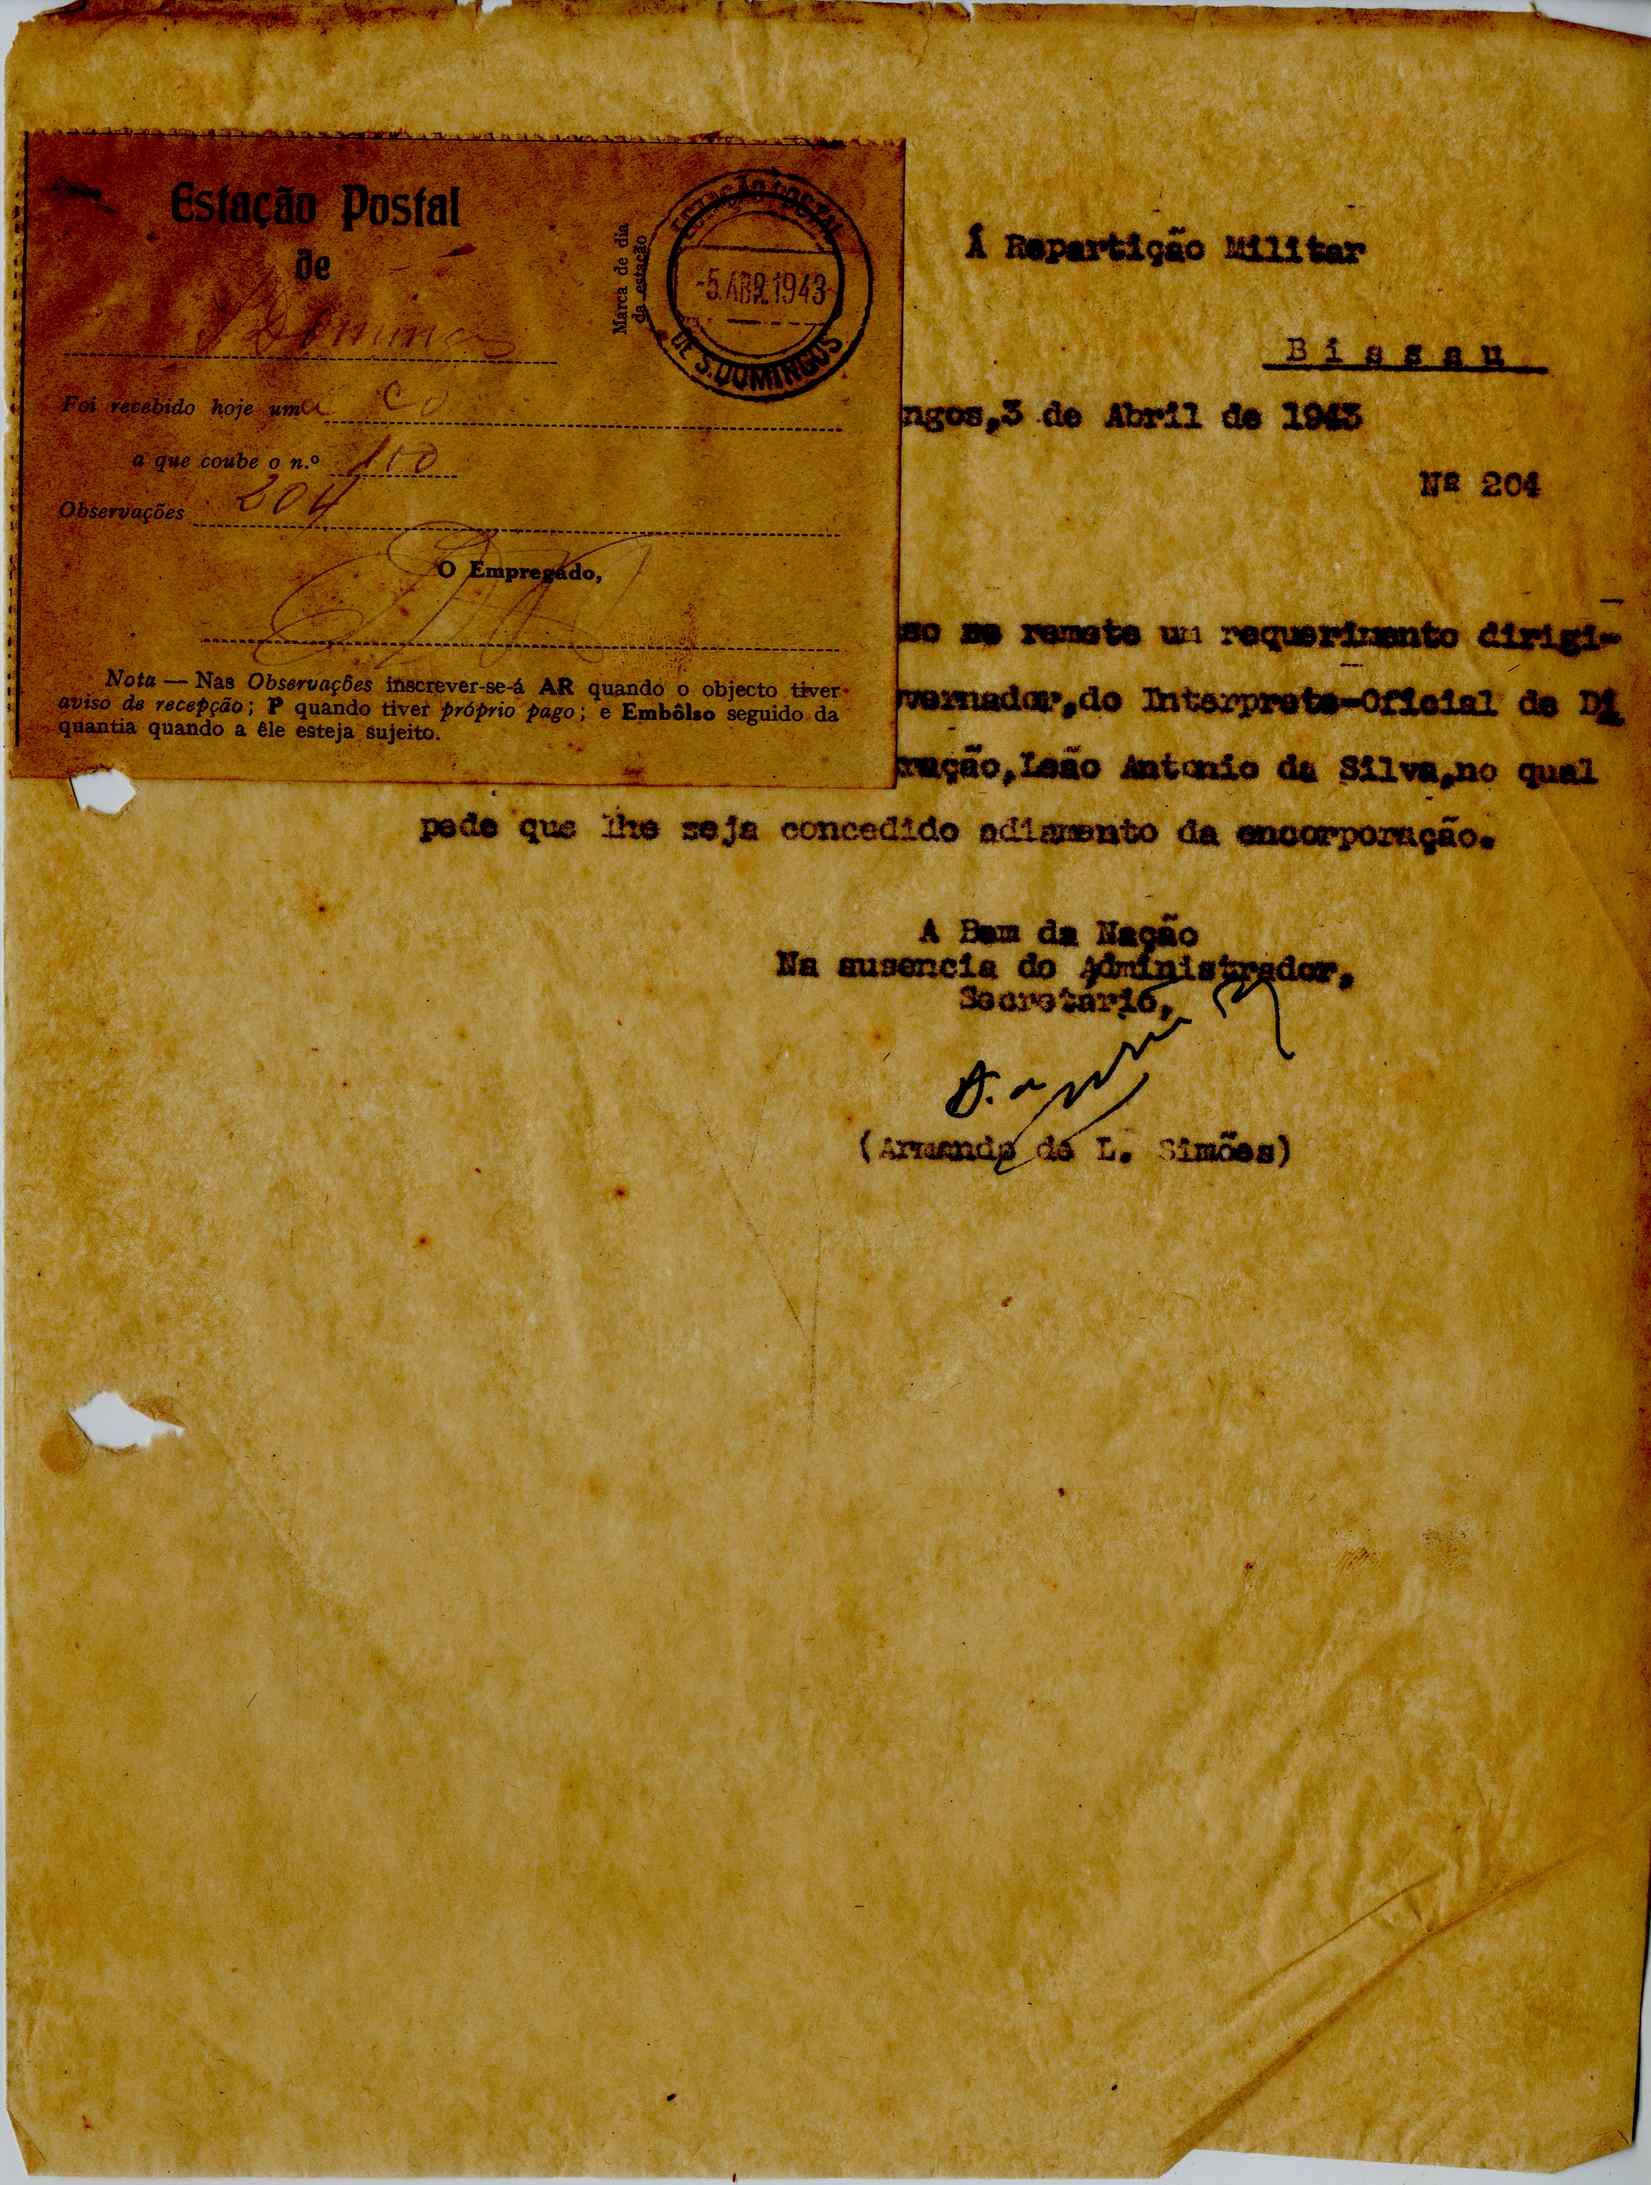 Estação Postal
de
S Domingos
Marca de dia
da estação
ESTAÇÃO POSTAL
-5.ABR.1943-
DE S. DOMINGOS
Foi recebido hoje uma
a que coube o n.º 100
Observações 204
O Empregado,
Nota — Nas Observações inscrever-se-á AR quando o objecto tiver
aviso de recepção; P quando tiver próprio pago; e Embôlso seguido da
quantia quando a êle esteja sujeito.
Á Repartição Militar
Bissau
ngos,3 de Abril de 1943
Nº 204
so se remete um requerimento dirigi-
vernador,do Interprete-Oficial de Di
ração,Leão Antonio da Silva,no qual
pede que lhe seja concedido adiamento da encorporação.
A Bem da Nação
Na ausencia do Administrador,
Secretario,
(Armando de L. Simões)